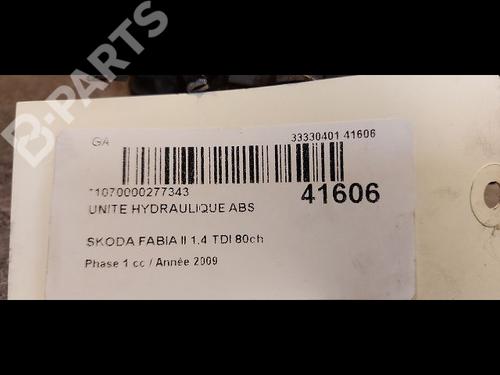 B-PARTS
GA
33330401 41606
*1070000277343
41606
UNITE HYDRAULIQUE ABS
SKODA FABIA II 1.4 TDI 80ch
Phase 1 cc / Année 2009